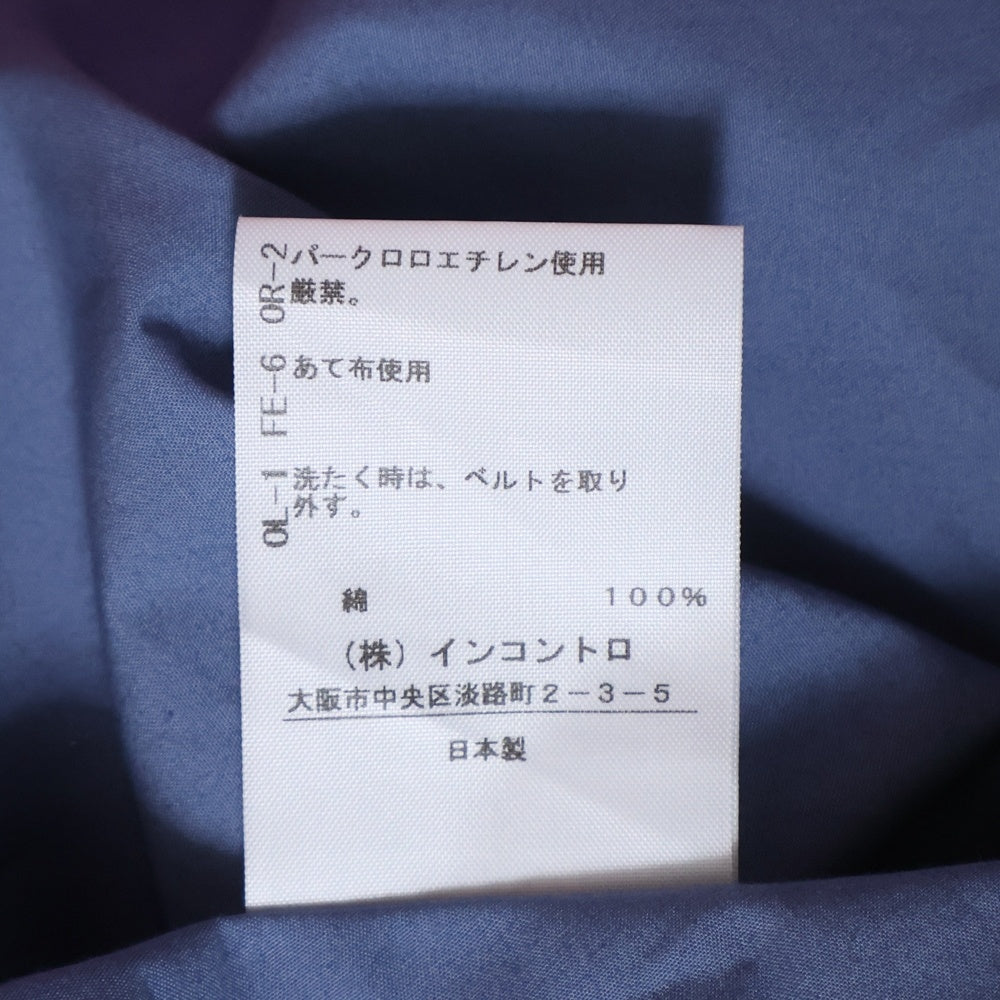 パークロロエチレン使用
厳禁。
あて布使用
洗たく時は、ベルトを取り
外す。
OR-2
FE-6
OL-1
綿 100%
(株)インコントロ
大阪市中央区淡路町2-3-5
日本製